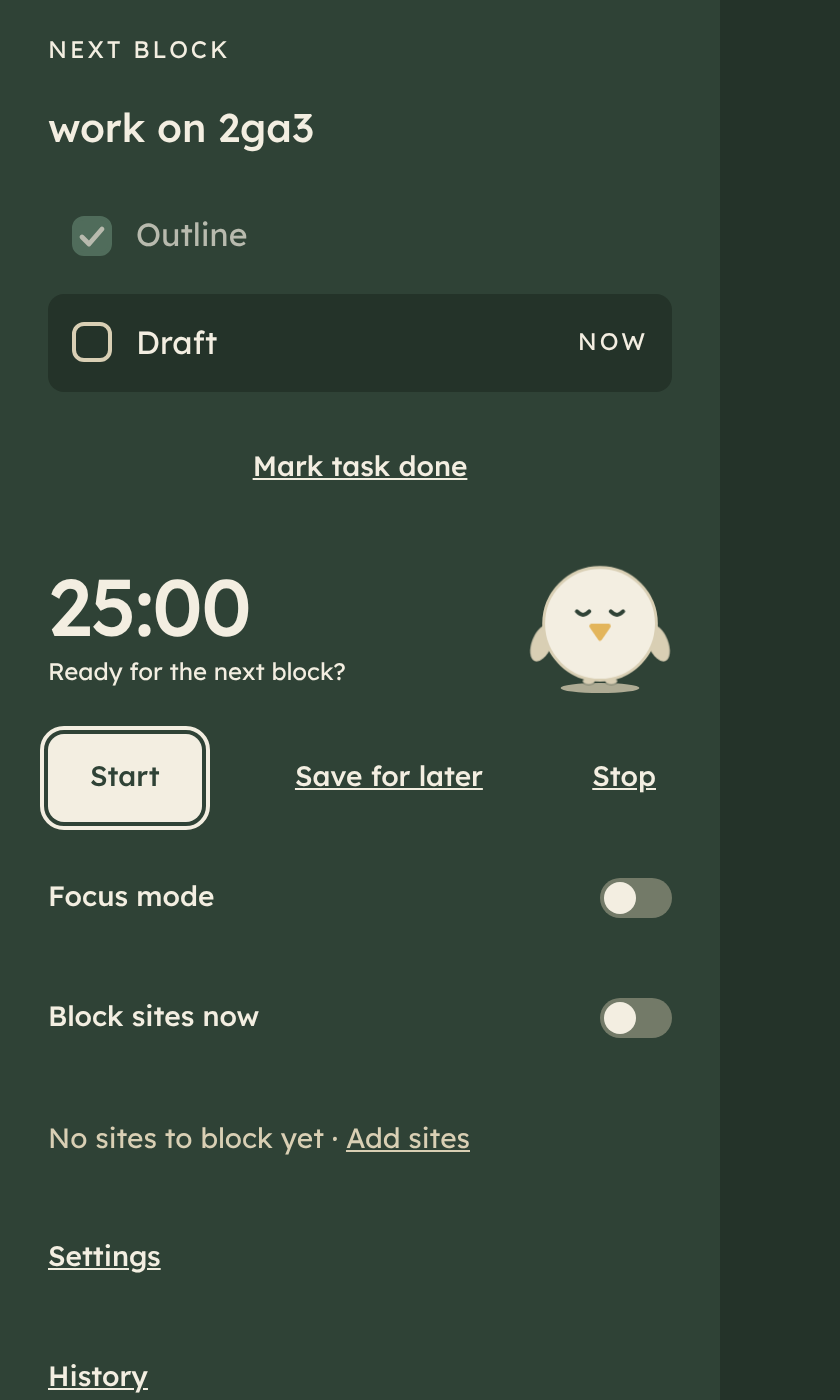 NEXT BLOCK
work on 2ga3
Outline
Draft NOW
Mark task done
25:00
Ready for the next block?
Start Save for later Stop
Focus mode
Block sites now
No sites to block yet · Add sites
Settings
History